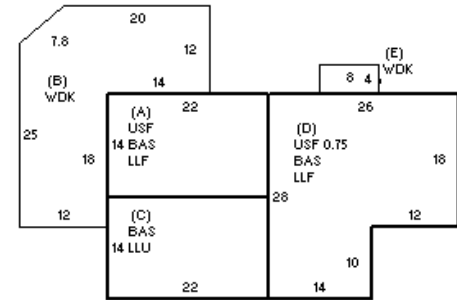 20
7.8
12
(E)
WDK
(B)
WDK
8 4
14
22
26
(A)
USF
14 BAS
LLF
(D)
USF 0.75
BAS
LLF
25
18
18
28
12
(C)
BAS
14 LLU
12
10
22
14